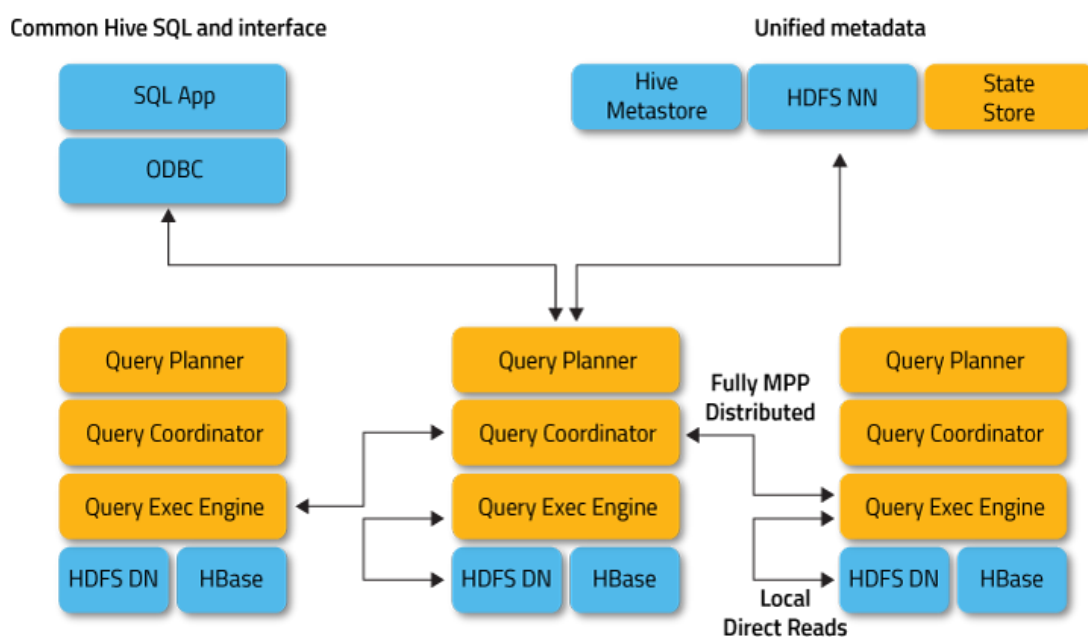 Common Hive SQL and interface
Unified metadata
SQL App
ODBC
Hive
Metastore
HDFS NN
State
Store
Query Planner
Query Coordinator
Query Exec Engine
HDFS DN
HBase
Query Planner
Query Coordinator
Query Exec Engine
HDFS DN
HBase
Fully MPP
Distributed
Query Planner
Query Coordinator
Query Exec Engine
HDFS DN
HBase
Local
Direct Reads